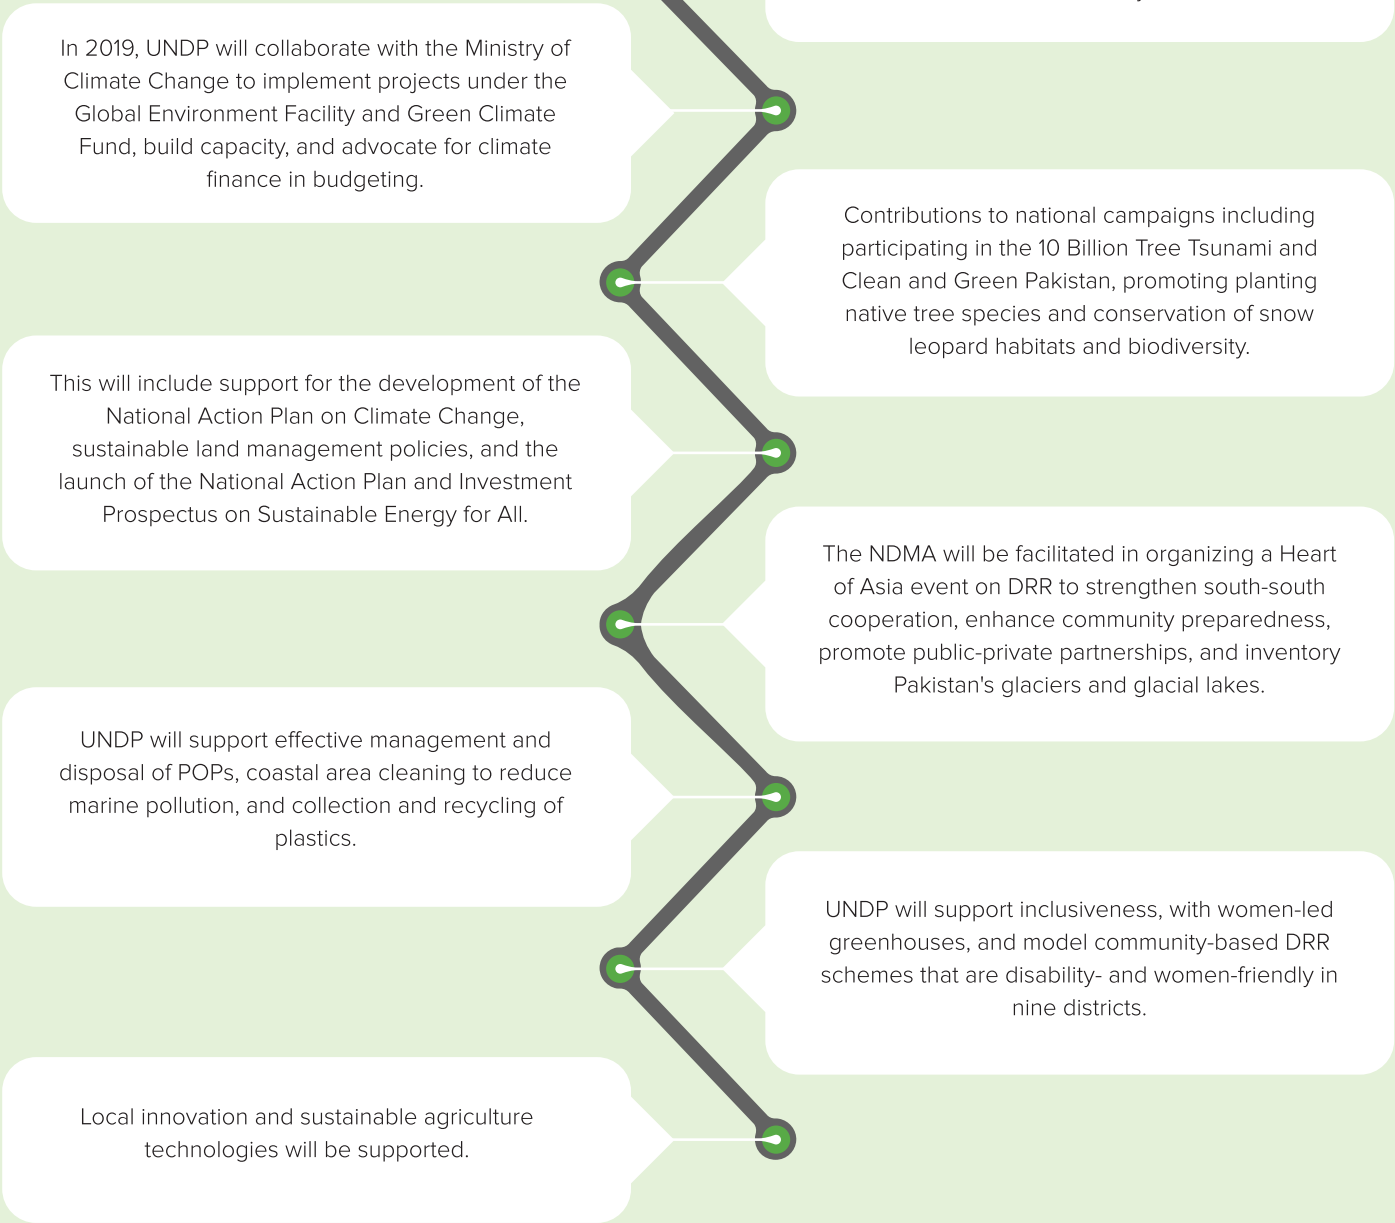 In 2019, UNDP will collaborate with the Ministry of
Climate Change to implement projects under the
Global Environment Facility and Green Climate
Fund, build capacity, and advocate for climate
finance in budgeting.
Contributions to national campaigns including
participating in the 10 Billion Tree Tsunami and
Clean and Green Pakistan, promoting planting
native tree species and conservation of snow
leopard habitats and biodiversity.
This will include support for the development of the
National Action Plan on Climate Change,
sustainable land management policies, and the
launch of the National Action Plan and Investment
Prospectus on Sustainable Energy for All.
The NDMA will be facilitated in organizing a Heart
of Asia event on DRR to strengthen south-south
cooperation, enhance community preparedness,
promote public-private partnerships, and inventory
Pakistan's glaciers and glacial lakes.
UNDP will support effective management and
disposal of POPs, coastal area cleaning to reduce
marine pollution, and collection and recycling of
plastics.
UNDP will support inclusiveness, with women-led
greenhouses, and model community-based DRR
schemes that are disability- and women-friendly in
nine districts.
Local innovation and sustainable agriculture
technologies will be supported.